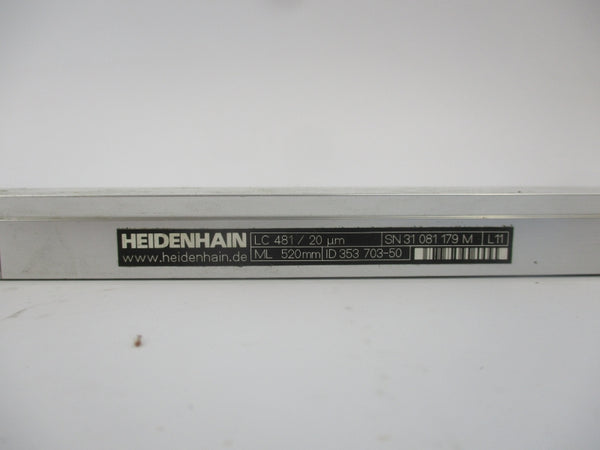 HEIDENHAIN LC 481 / 20 µm SN 31 081 179 M L11
www.heidenhain.de ML 520mm ID 353 703-50